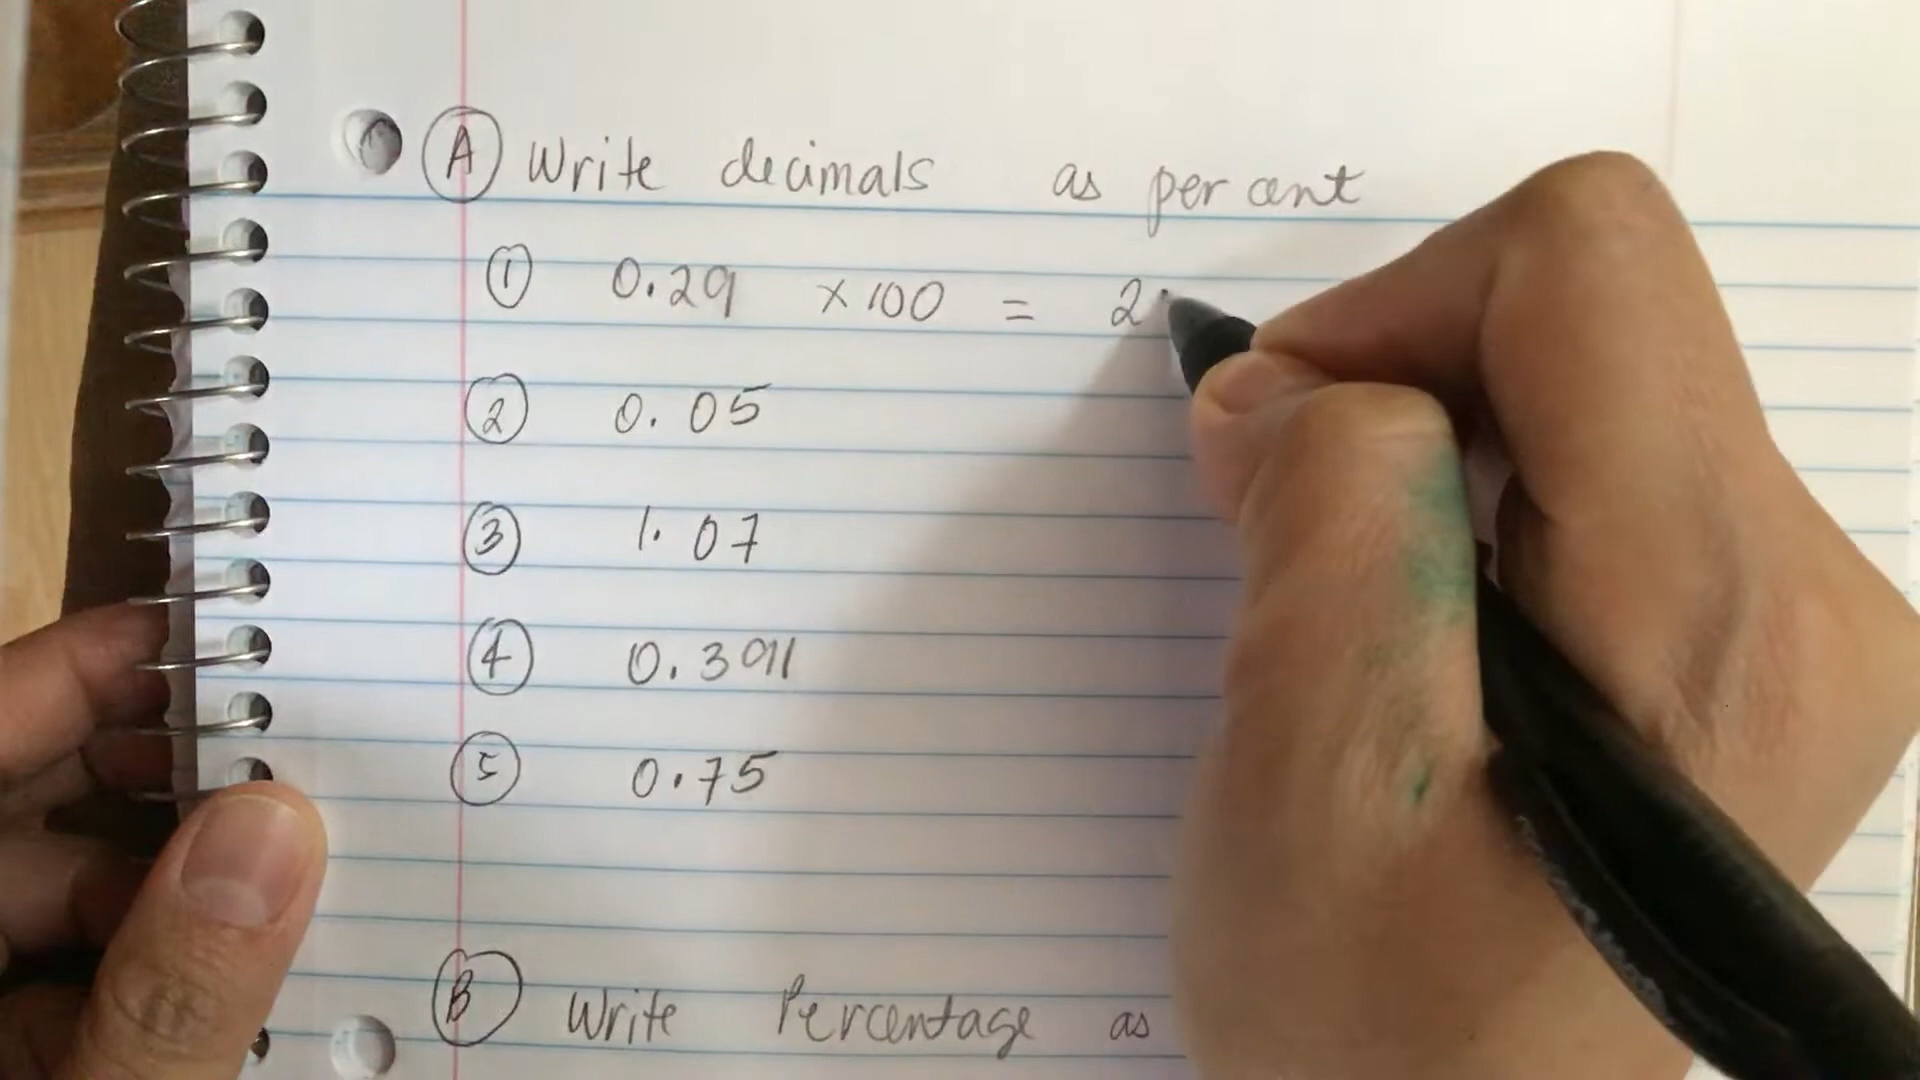 A Write decimals as percent
1 0.29 ×100 = 2
2 0.05
3 1.07
4 0.3911
5 0.75
B Write Percentage as